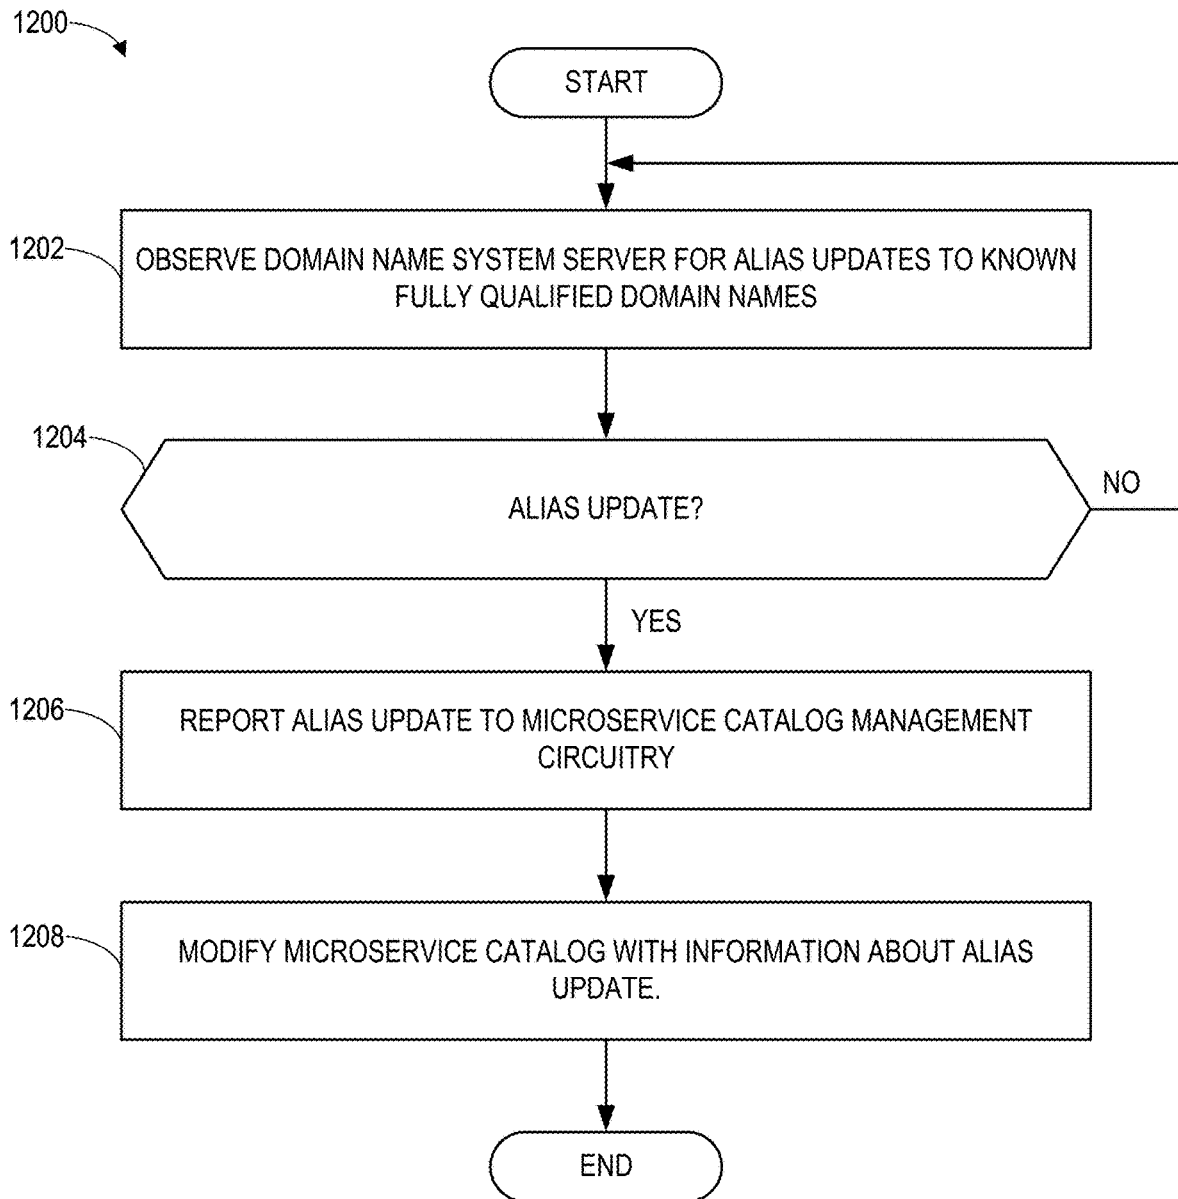 1200
START
1202
OBSERVE DOMAIN NAME SYSTEM SERVER FOR ALIAS UPDATES TO KNOWN
FULLY QUALIFIED DOMAIN NAMES
1204
ALIAS UPDATE?
NO
YES
1206
REPORT ALIAS UPDATE TO MICROSERVICE CATALOG MANAGEMENT
CIRCUITRY
1208
MODIFY MICROSERVICE CATALOG WITH INFORMATION ABOUT ALIAS
UPDATE.
END